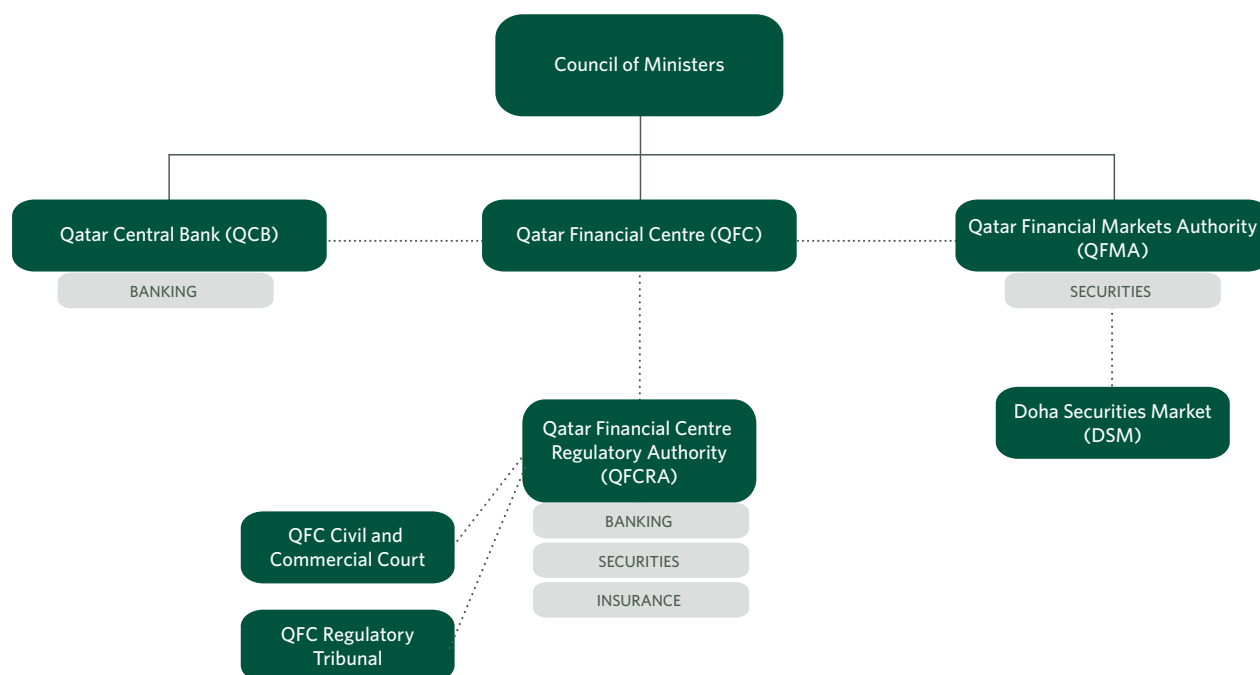 Council of Ministers
Qatar Central Bank (QCB)
BANKING
Qatar Financial Centre (QFC)
Qatar Financial Markets Authority
(QFMA)
SECURITIES
Doha Securities Market
(DSM)
Qatar Financial Centre
Regulatory Authority
(QFCRA)
BANKING
SECURITIES
INSURANCE
QFC Civil and
Commercial Court
QFC Regulatory
Tribunal